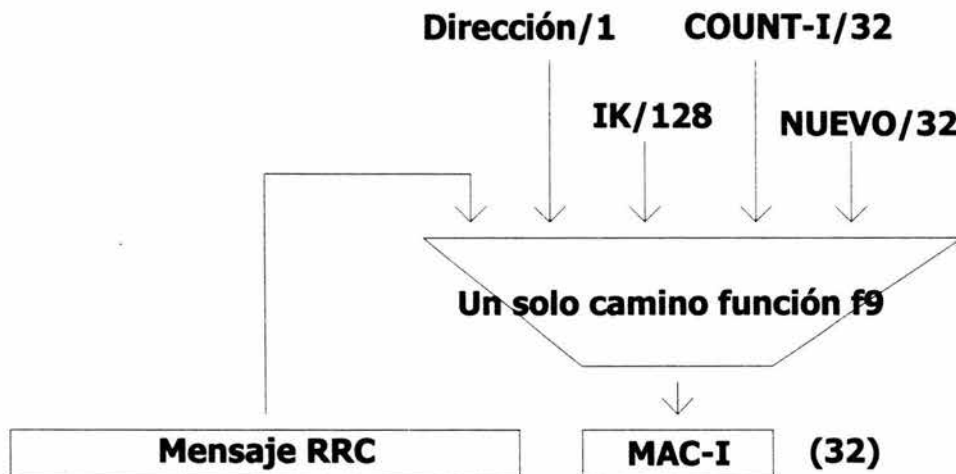 Dirección/1 COUNT-I/32
IK/128 NUEVO/32
Un solo camino función f9
Mensaje RRC MAC-I (32)